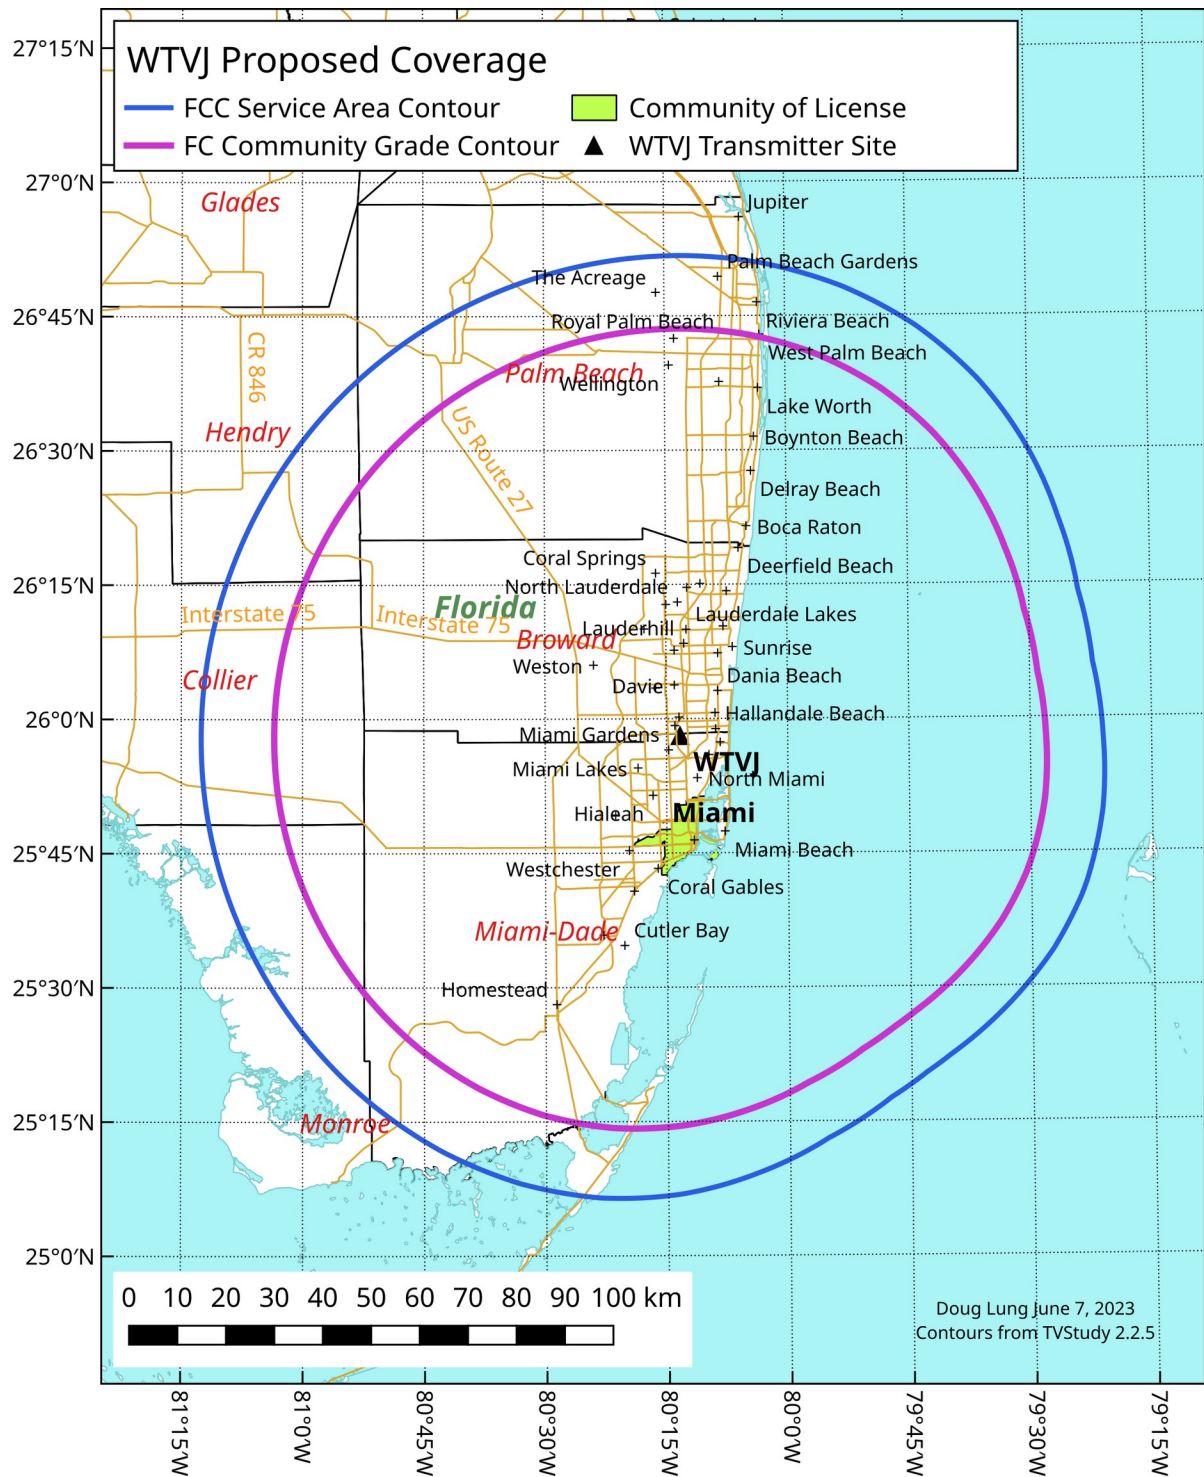 WTVJ Proposed Coverage
FCC Service Area Contour
Community of License
FC Community Grade Contour
WTVJ Transmitter Site
27°15′N
27°0′N
26°45′N
26°30′N
26°15′N
26°0′N
25°45′N
25°30′N
25°15′N
25°0′N
Glades
Jupiter
Palm Beach Gardens
The Acreage
Royal Palm Beach
Riviera Beach
CR 846
West Palm Beach
Palm Beach
Wellington
Lake Worth
Hendry
US Route 27
Boynton Beach
Delray Beach
Boca Raton
Coral Springs
Deerfield Beach
North Lauderdale
Florida
Interstate 75
Interstate 75
Lauderdale Lakes
Lauderhill
Broward
Sunrise
Weston
Collier
Davie
Dania Beach
Hallandale Beach
Miami Gardens
WTVJ
Miami Lakes
North Miami
Hialeah
Miami
Miami Beach
Westchester
Coral Gables
Miami-Dade
Cutler Bay
Homestead
Monroe
0 10 20 30 40 50 60 70 80 90 100 km
Doug Lung June 7, 2023
Contours from TVStudy 2.2.5
81°15′W
81°0′W
80°45′W
80°30′W
80°15′W
80°0′W
79°45′W
79°30′W
79°15′W